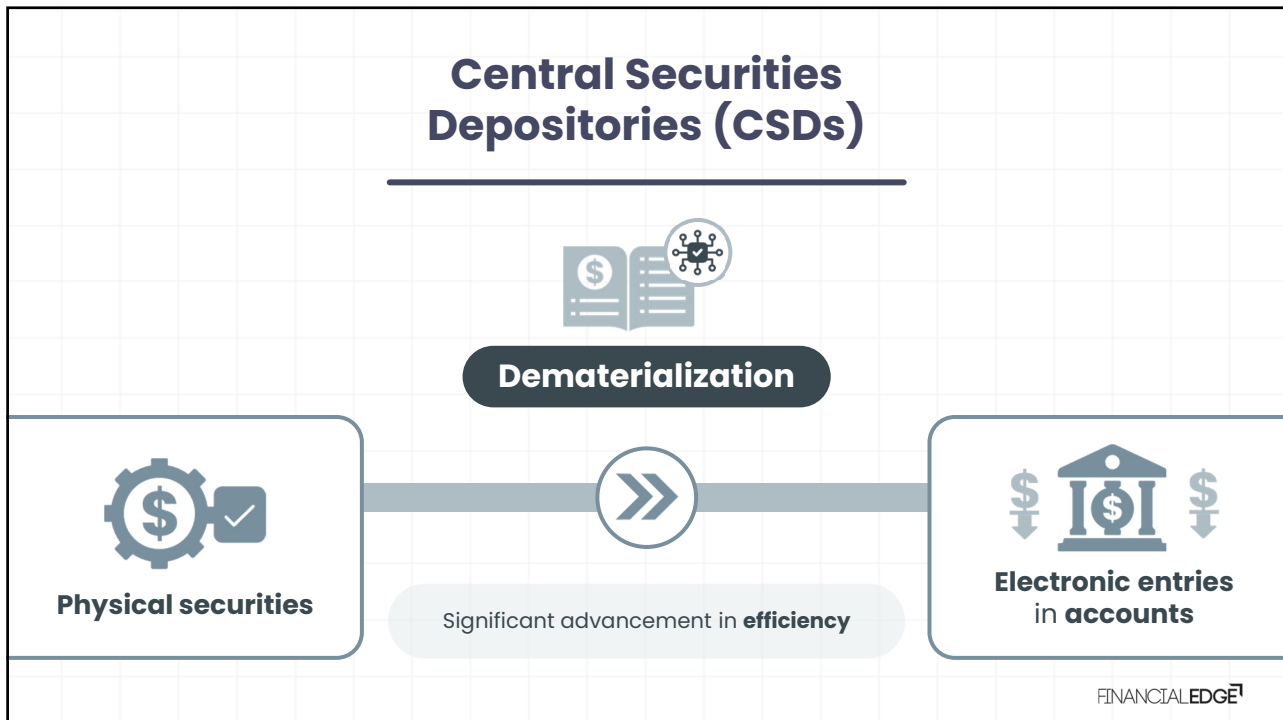 Central Securities
Depositories (CSDs)
$
Dematerialization
$
Physical securities
Significant advancement in efficiency
$
$
$
Electronic entries
in accounts
FINANCIALEDGE